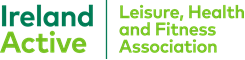 Ireland
Active
Leisure, Health
and Fitness
Association